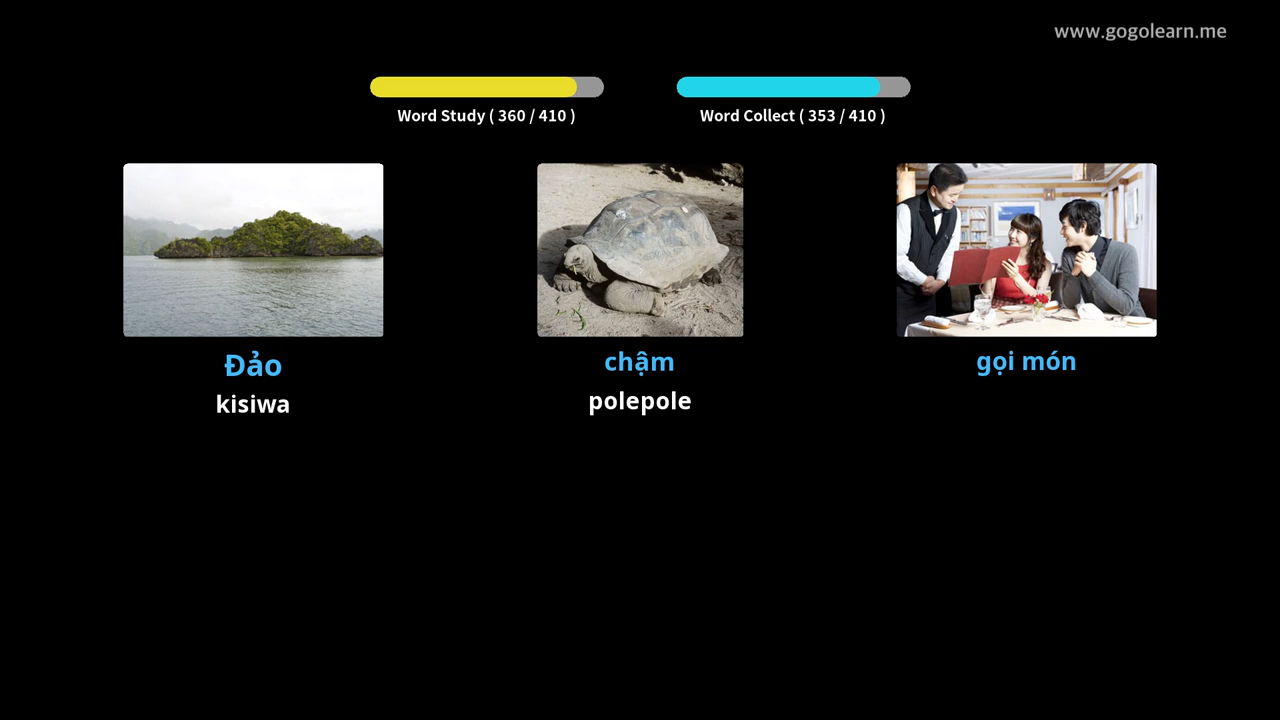 www.gogolearn.me
Word Study ( 360 / 410 )
Word Collect ( 353 / 410 )
Đảo
kisiwa
chậm
polepole
gọi món